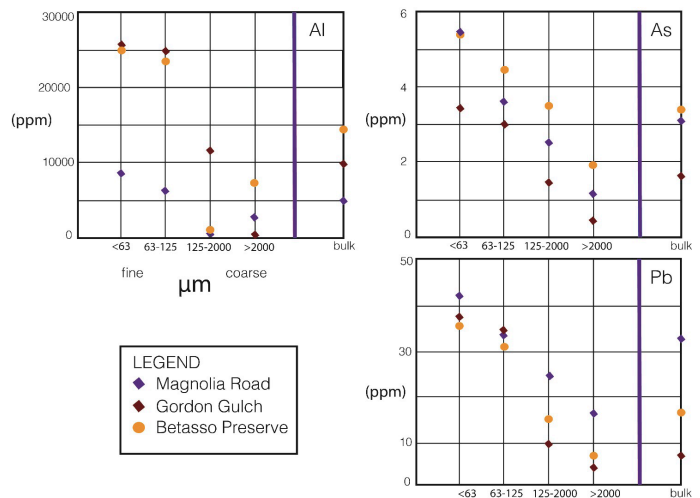 30000
Al
20000
(ppm)
10000
0
<63 63-125 125-2000 >2000 bulk
fine coarse
µm
6
As
4
(ppm)
2
0
<63 63-125 125-2000 >2000 bulk
50
Pb
30
(ppm)
10
0
<63 63-125 125-2000 >2000 bulk
LEGEND
Magnolia Road
Gordon Gulch
Betasso Preserve